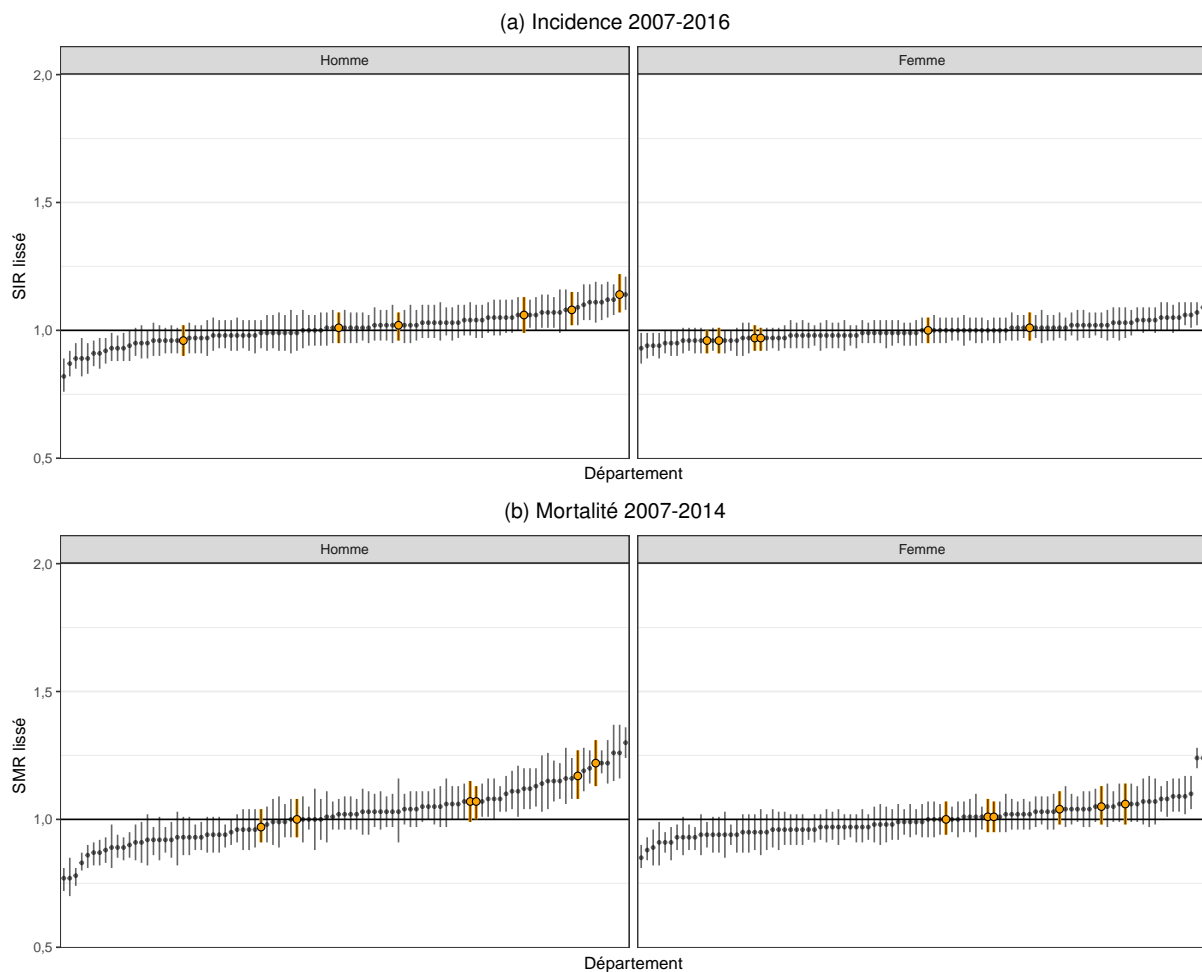 (a) Incidence 2007-2016
Homme
Femme
2,0
1,5
1,0
0,5
SIR lissé
Département
(b) Mortalité 2007-2014
Homme
Femme
2,0
1,5
1,0
0,5
SMR lissé
Département